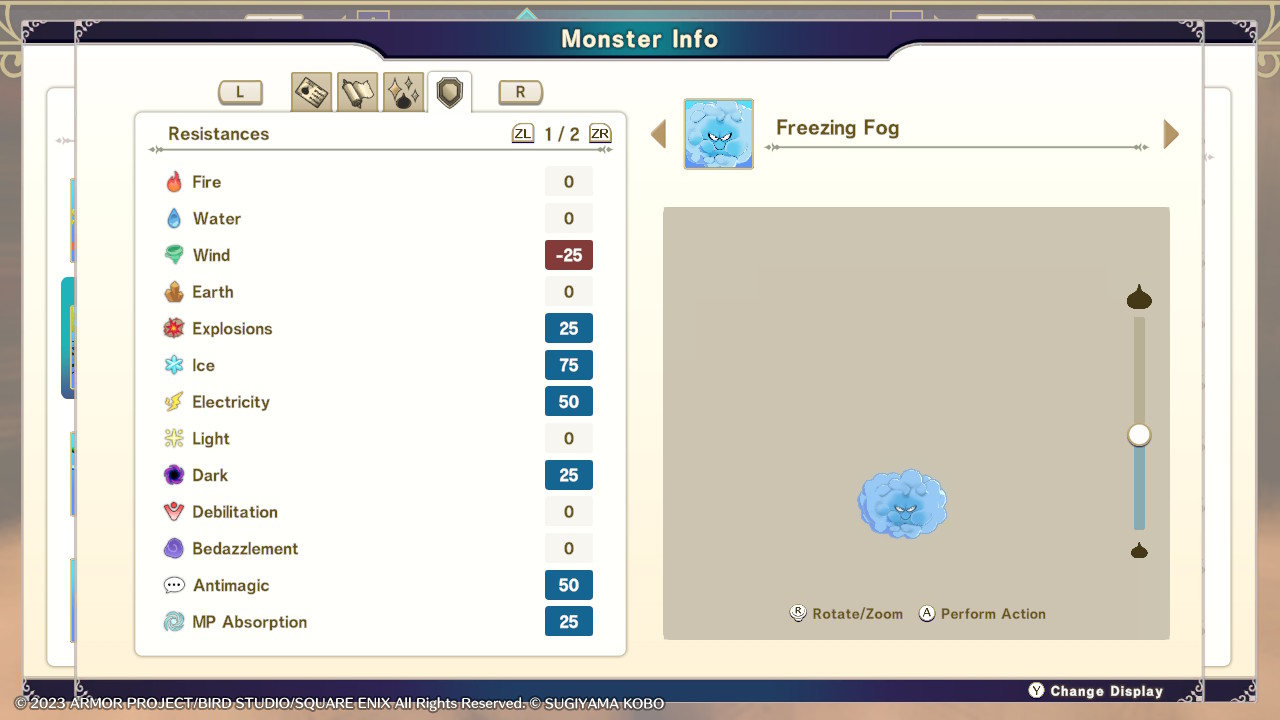 Monster Info
L
R
Resistances
ZL 1 / 2 ZR
Freezing Fog
Fire 0
Water 0
Wind -25
Earth 0
Explosions 25
Ice 75
Electricity 50
Light 0
Dark 25
Debilitation 0
Bedazzlement 0
Antimagic 50
MP Absorption 25
R Rotate/Zoom A Perform Action
Y Change Display
© 2023 ARMOR PROJECT/BIRD STUDIO/SQUARE ENIX All Rights Reserved. © SUGIYAMA KOBO